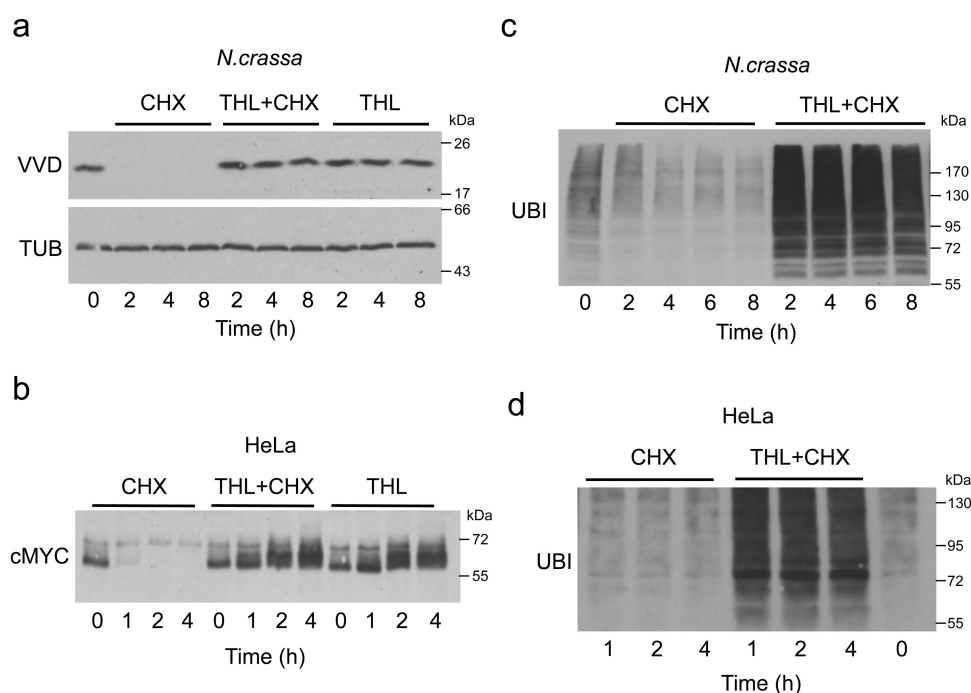 a
N.crassa
CHX THL+CHX THL
kDa
VVD
26
17
TUB
66
43
0 2 4 8 2 4 8 2 4 8
Time (h)
b
HeLa
CHX THL+CHX THL
kDa
cMYC
72
55
0 1 2 4 0 1 2 4 0 1 2 4
Time (h)
c
N.crassa
CHX THL+CHX
kDa
UBI
170
130
95
72
55
0 2 4 6 8 2 4 6 8
Time (h)
d
HeLa
CHX THL+CHX
kDa
UBI
130
95
72
55
1 2 4 1 2 4 0
Time (h)